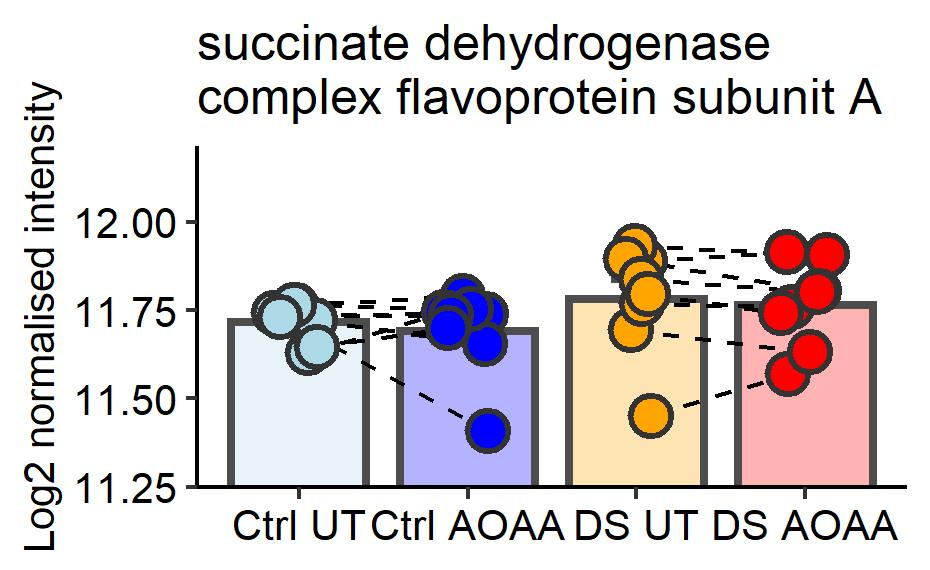 succinate dehydrogenase
complex flavoprotein subunit A
Log2 normalised intensity
12.00
11.75
11.50
11.25
Ctrl UT Ctrl AOAA DS UT DS AOAA